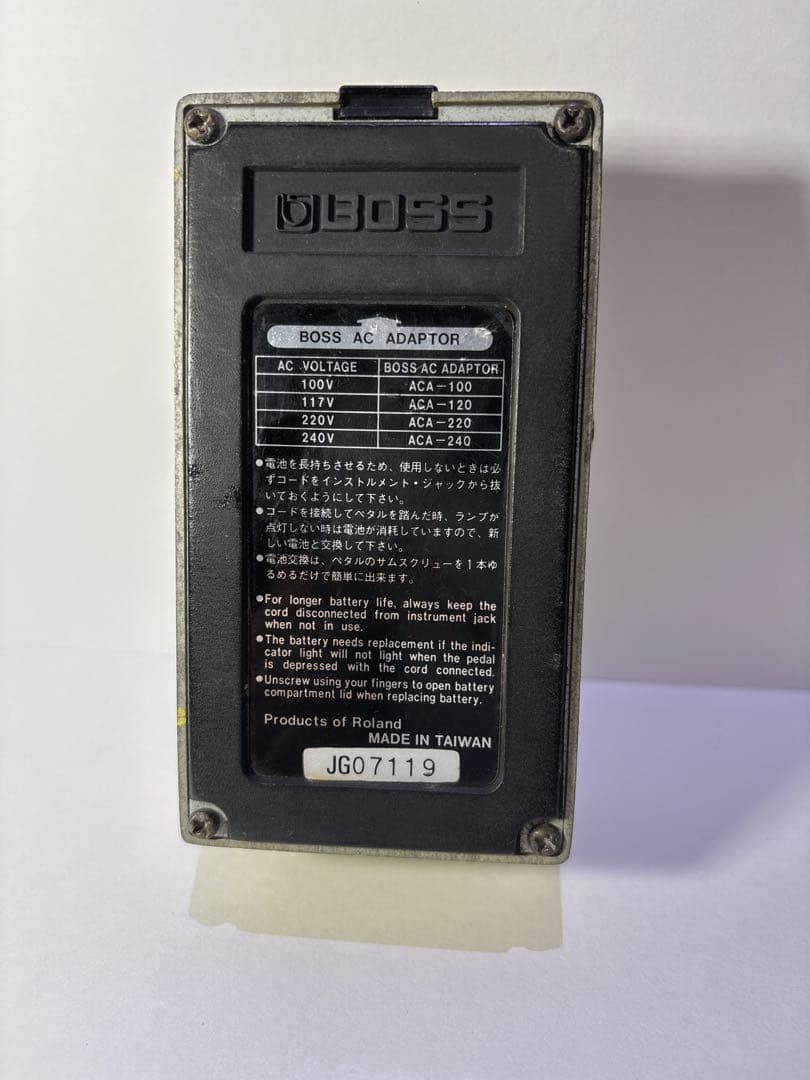 BOSS
BOSS AC ADAPTOR
AC VOLTAGE BOSS AC ADAPTOR
100V ACA-100
117V ACA-120
220V ACA-220
240V ACA-240
●電池を長持ちさせるため、使用しないときは必
ずコードをインストルメント・ジャックから抜
いておくようにして下さい。
●コードを接続してペタルを踏んだ時、ランプが
点灯しない時は電池が消耗していますので、新
しい電池と交換して下さい。
●電池交換は、ペタルのサムスクリューを1本ゆ
るめるだけで簡単に出来ます。
●For longer battery life, always keep the
cord disconnected from instrument jack
when not in use.
●The battery needs replacement if the indi-
cator light will not light when the pedal
is depressed with the cord connected.
●Unscrew using your fingers to open battery
compartment lid when replacing battery.
Products of Roland
MADE IN TAIWAN
JG07119